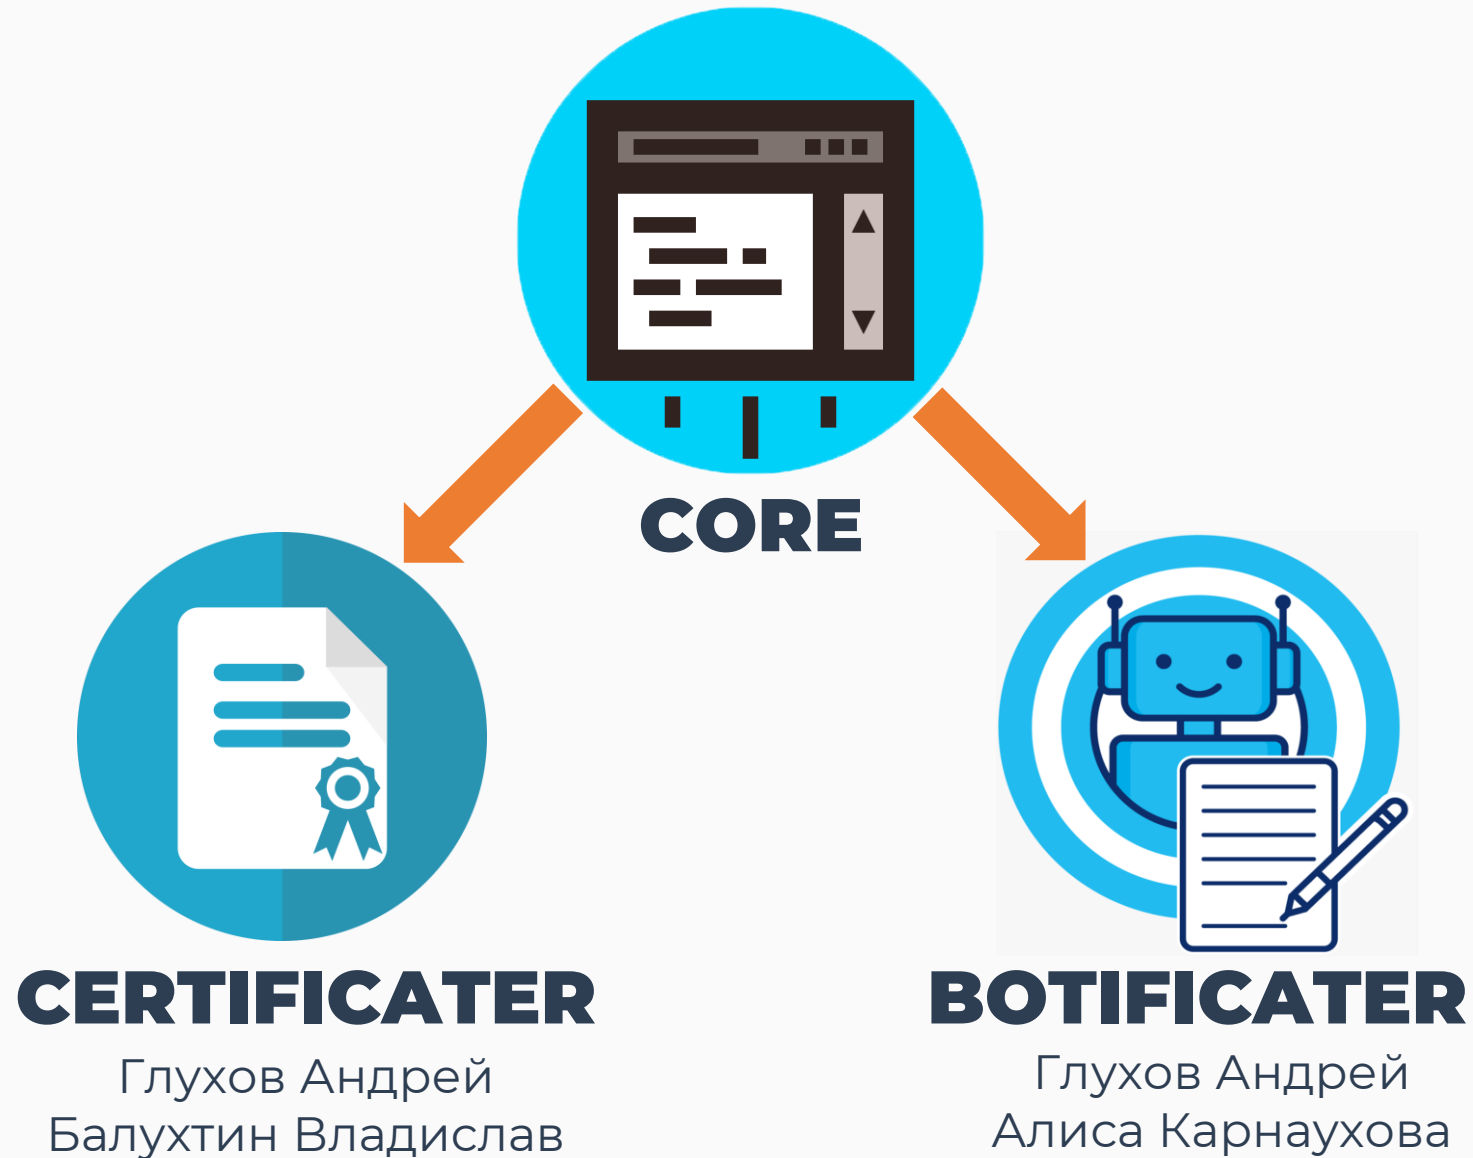 CORE
CERTIFICATER
Глухов Андрей
Балухтин Владислав
BOTIFICATER
Глухов Андрей
Алиса Карнаухова